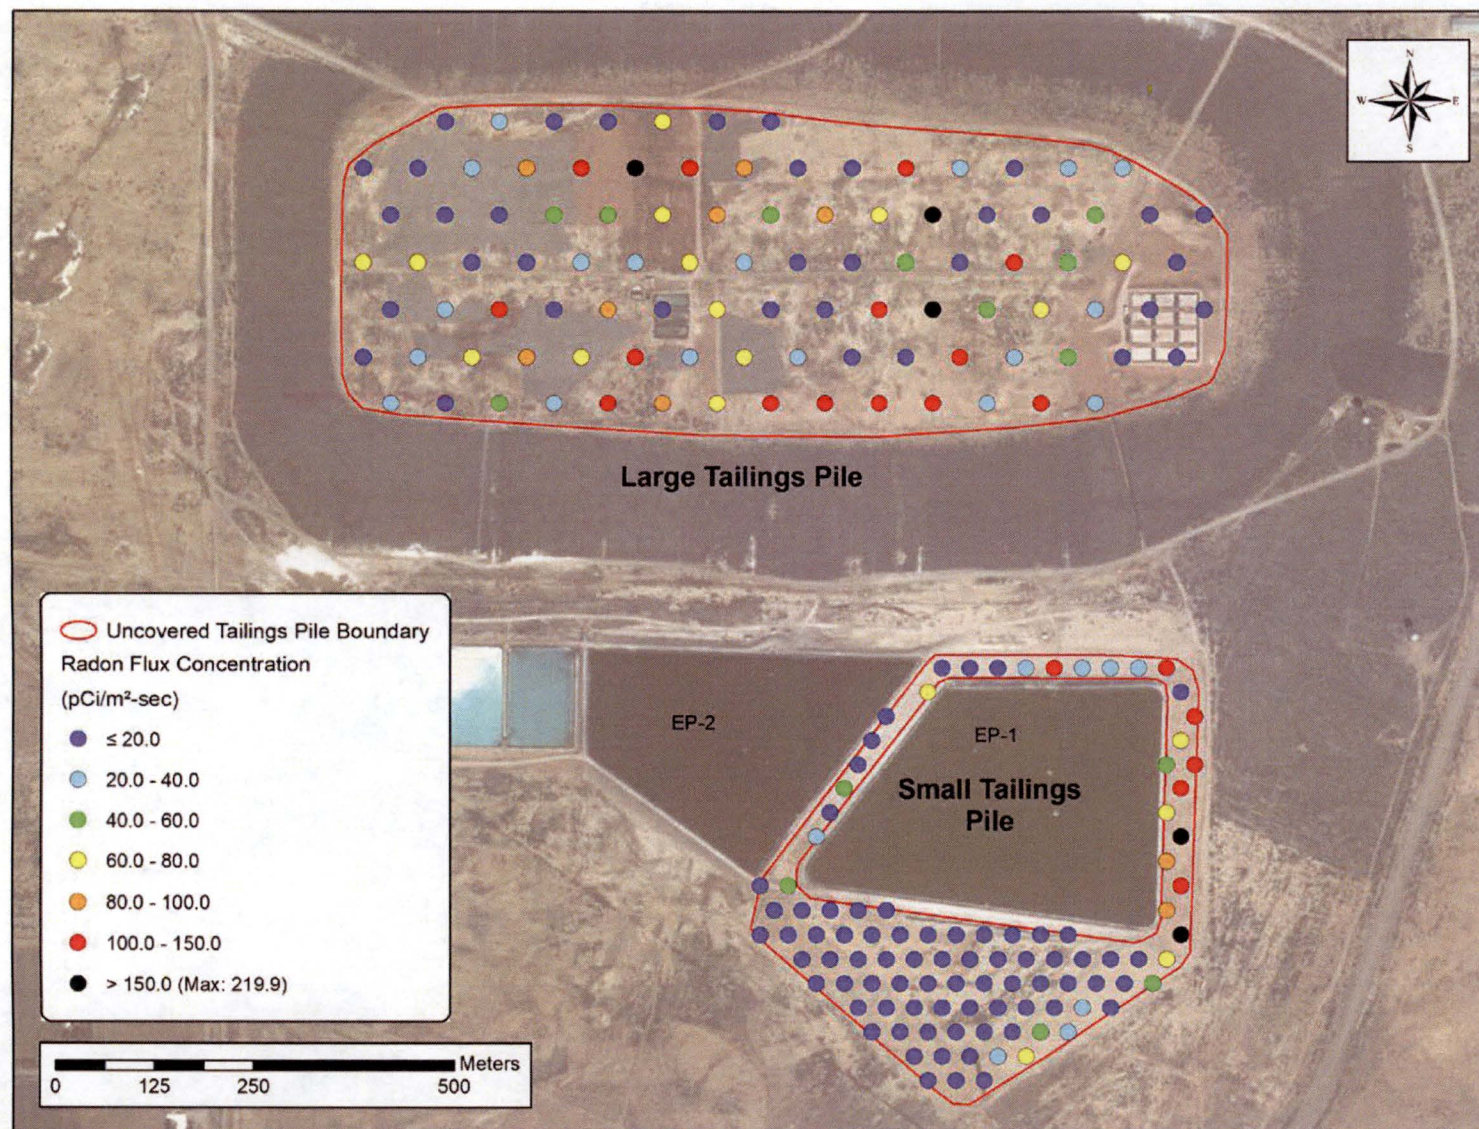 N
W E
S
Large Tailings Pile
Uncovered Tailings Pile Boundary
Radon Flux Concentration
(pCi/m²-sec)
≤ 20.0
20.0 - 40.0
40.0 - 60.0
60.0 - 80.0
80.0 - 100.0
100.0 - 150.0
> 150.0 (Max: 219.9)
EP-2
EP-1
Small Tailings
Pile
Meters
0 125 250 500